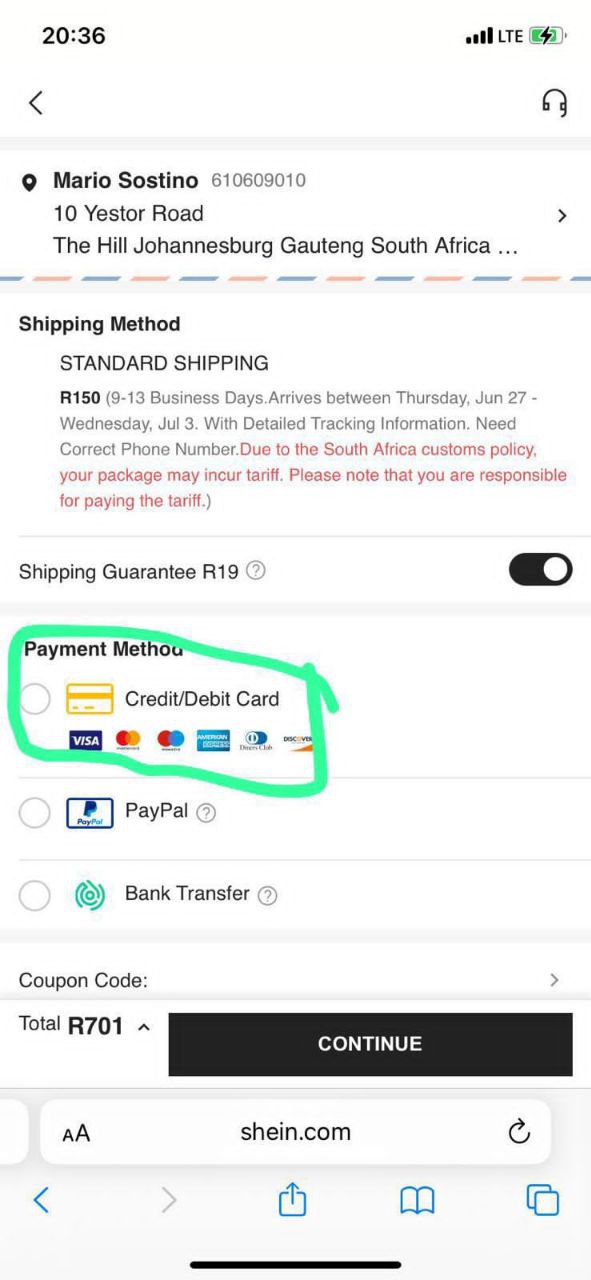 20:36
LTE
Mario Sostino 610609010
10 Yestor Road
The Hill Johannesburg Gauteng South Africa ...
Shipping Method
STANDARD SHIPPING
R150 (9-13 Business Days.Arrives between Thursday, Jun 27 -
Wednesday, Jul 3. With Detailed Tracking Information. Need
Correct Phone Number.Due to the South Africa customs policy,
your package may incur tariff. Please note that you are responsible
for paying the tariff.)
Shipping Guarantee R19 ?
Payment Method
Credit/Debit Card
VISA mastercard maestro AMERICAN EXPRESS Diners Club DISCOVER
PayPal PayPal ?
Bank Transfer ?
Coupon Code:
Total R701
CONTINUE
AA shein.com